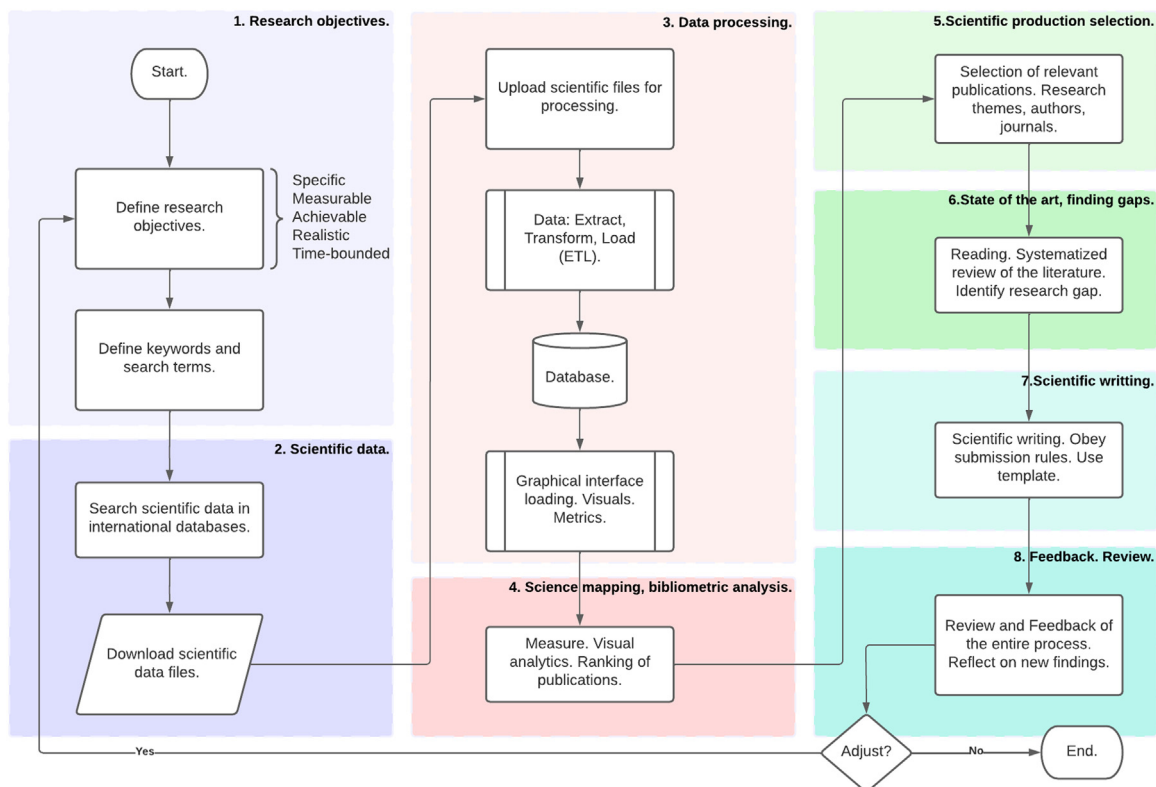 1. Research objectives.
Start.
Define research
objectives.
Specific
Measurable
Achievable
Realistic
Time-bounded
Define keywords and
search terms.
2. Scientific data.
Search scientific data in
international databases.
Download scientific
data files.
3. Data processing.
Upload scientific files for
processing.
Data: Extract,
Transform, Load
(ETL).
Database.
Graphical interface
loading. Visuals.
Metrics.
4. Science mapping, bibliometric analysis.
Measure. Visual
analytics. Ranking of
publications.
5.Scientific production selection.
Selection of relevant
publications. Research
themes, authors,
journals.
6.State of the art, finding gaps.
Reading. Systematized
review of the literature.
Identify research gap.
7.Scientific writting.
Scientific writing. Obey
submission rules. Use
template.
8. Feedback. Review.
Review and Feedback of
the entire process.
Reflect on new findings.
Adjust?
Yes
No
End.